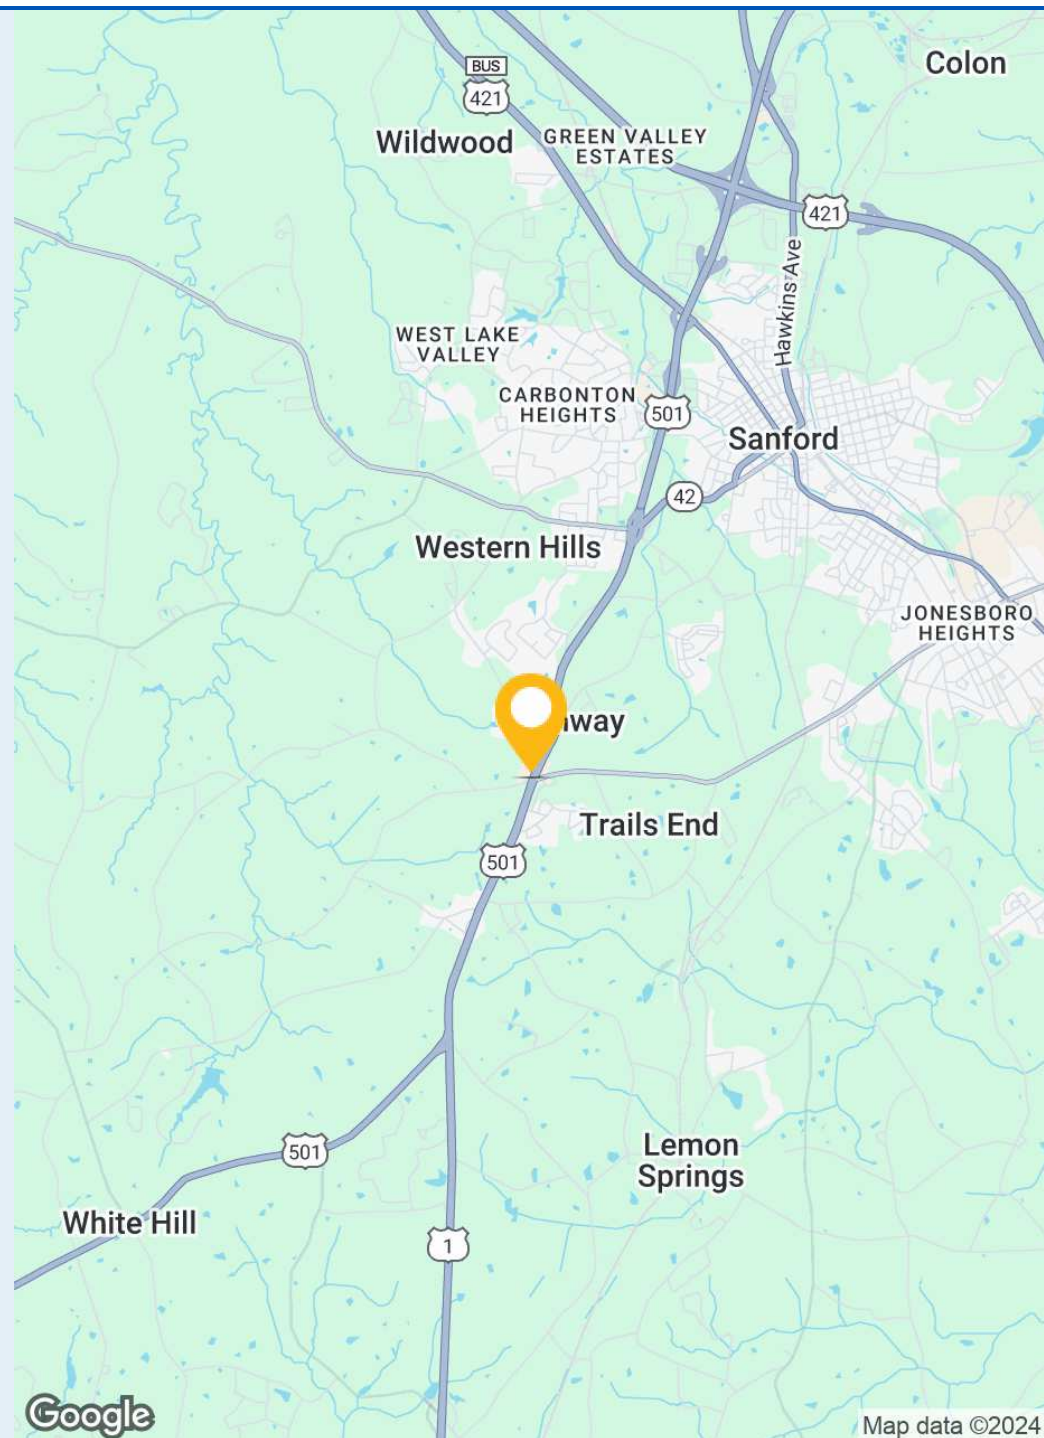 Colon
BUS
421
Wildwood
GREEN VALLEY
ESTATES
421
Hawkins Ave
WEST LAKE
VALLEY
CARBONTON
HEIGHTS
501
Sanford
42
Western Hills
JONESBORO
HEIGHTS
Trails End
501
Lemon
Springs
501
White Hill
1
Google
Map data ©2024